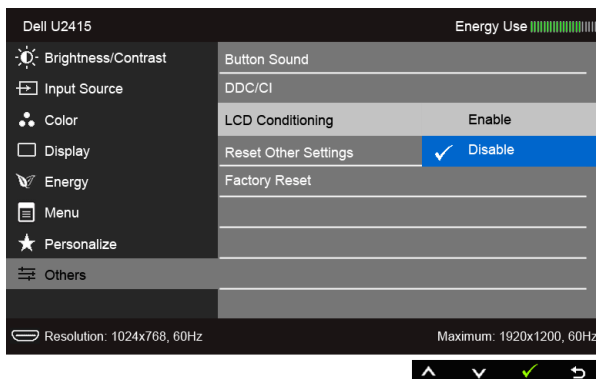 Dell U2415
Energy Use
Brightness/Contrast
Input Source
Color
Display
Energy
Menu
Personalize
Others
Button Sound
DDC/CI
LCD Conditioning
Enable
Disable
Reset Other Settings
Factory Reset
Resolution: 1024x768, 60Hz
Maximum: 1920x1200, 60Hz